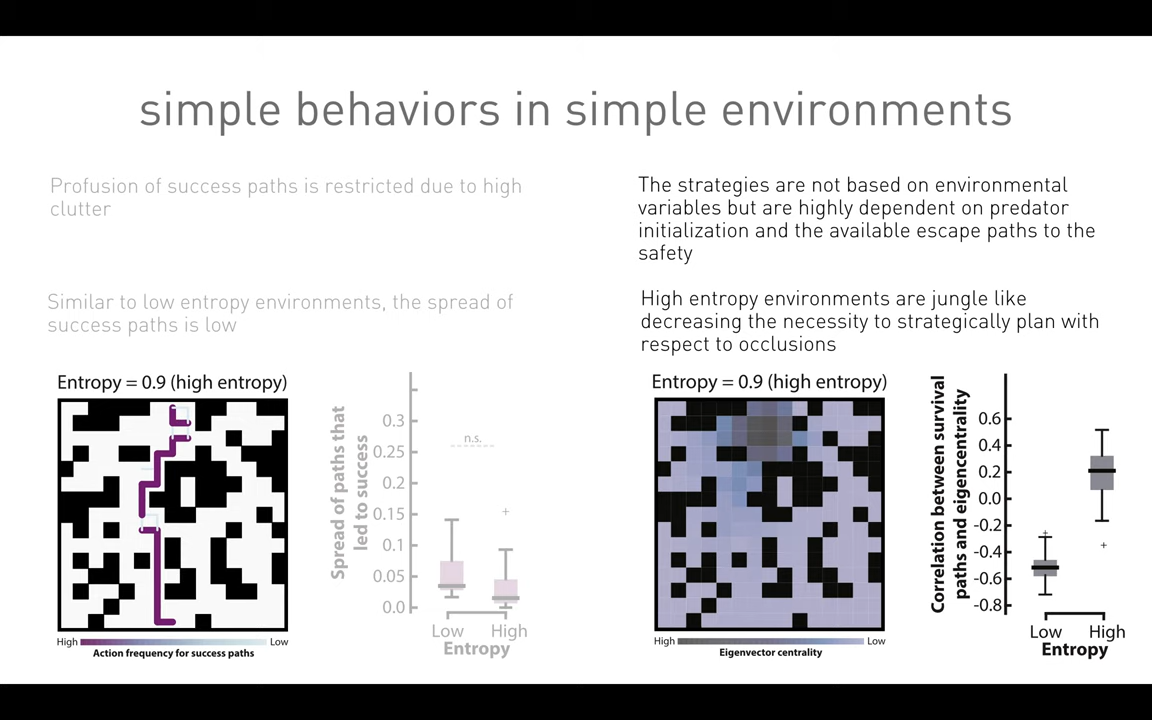 simple behaviors in simple environments
Profusion of success paths is restricted due to high
clutter
Similar to low entropy environments, the spread of
success paths is low
The strategies are not based on environmental
variables but are highly dependent on predator
initialization and the available escape paths to the
safety
High entropy environments are jungle like
decreasing the necessity to strategically plan with
respect to occlusions
Entropy = 0.9 (high entropy)
High Low
Action frequency for success paths
Spread of paths that
led to success
0.3
0.25
0.2
0.15
0.1
0.05
0.0
n.s.
Low High
Entropy
Entropy = 0.9 (high entropy)
High Low
Eigenvector centrality
Correlation between survival
paths and eigencentrality
0.6
0.4
0.2
0.0
-0.2
-0.4
-0.6
-0.8
Low High
Entropy